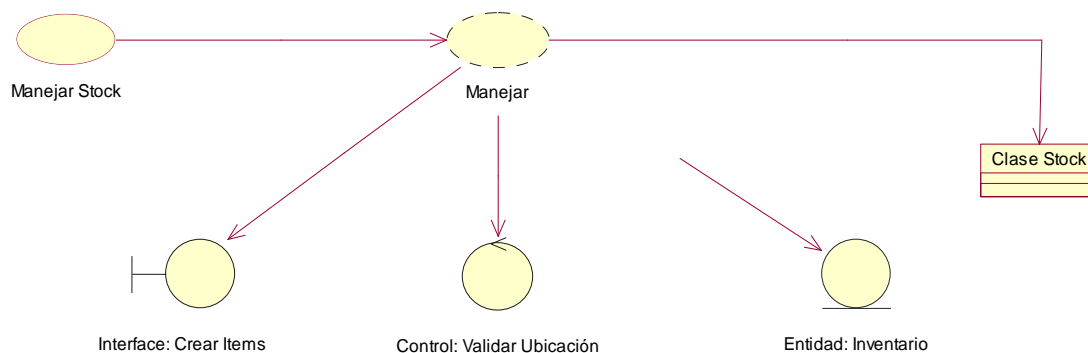 Manejar Stock
Manejar
Clase Stock
Interface: Crear Items
Control: Validar Ubicación
Entidad: Inventario